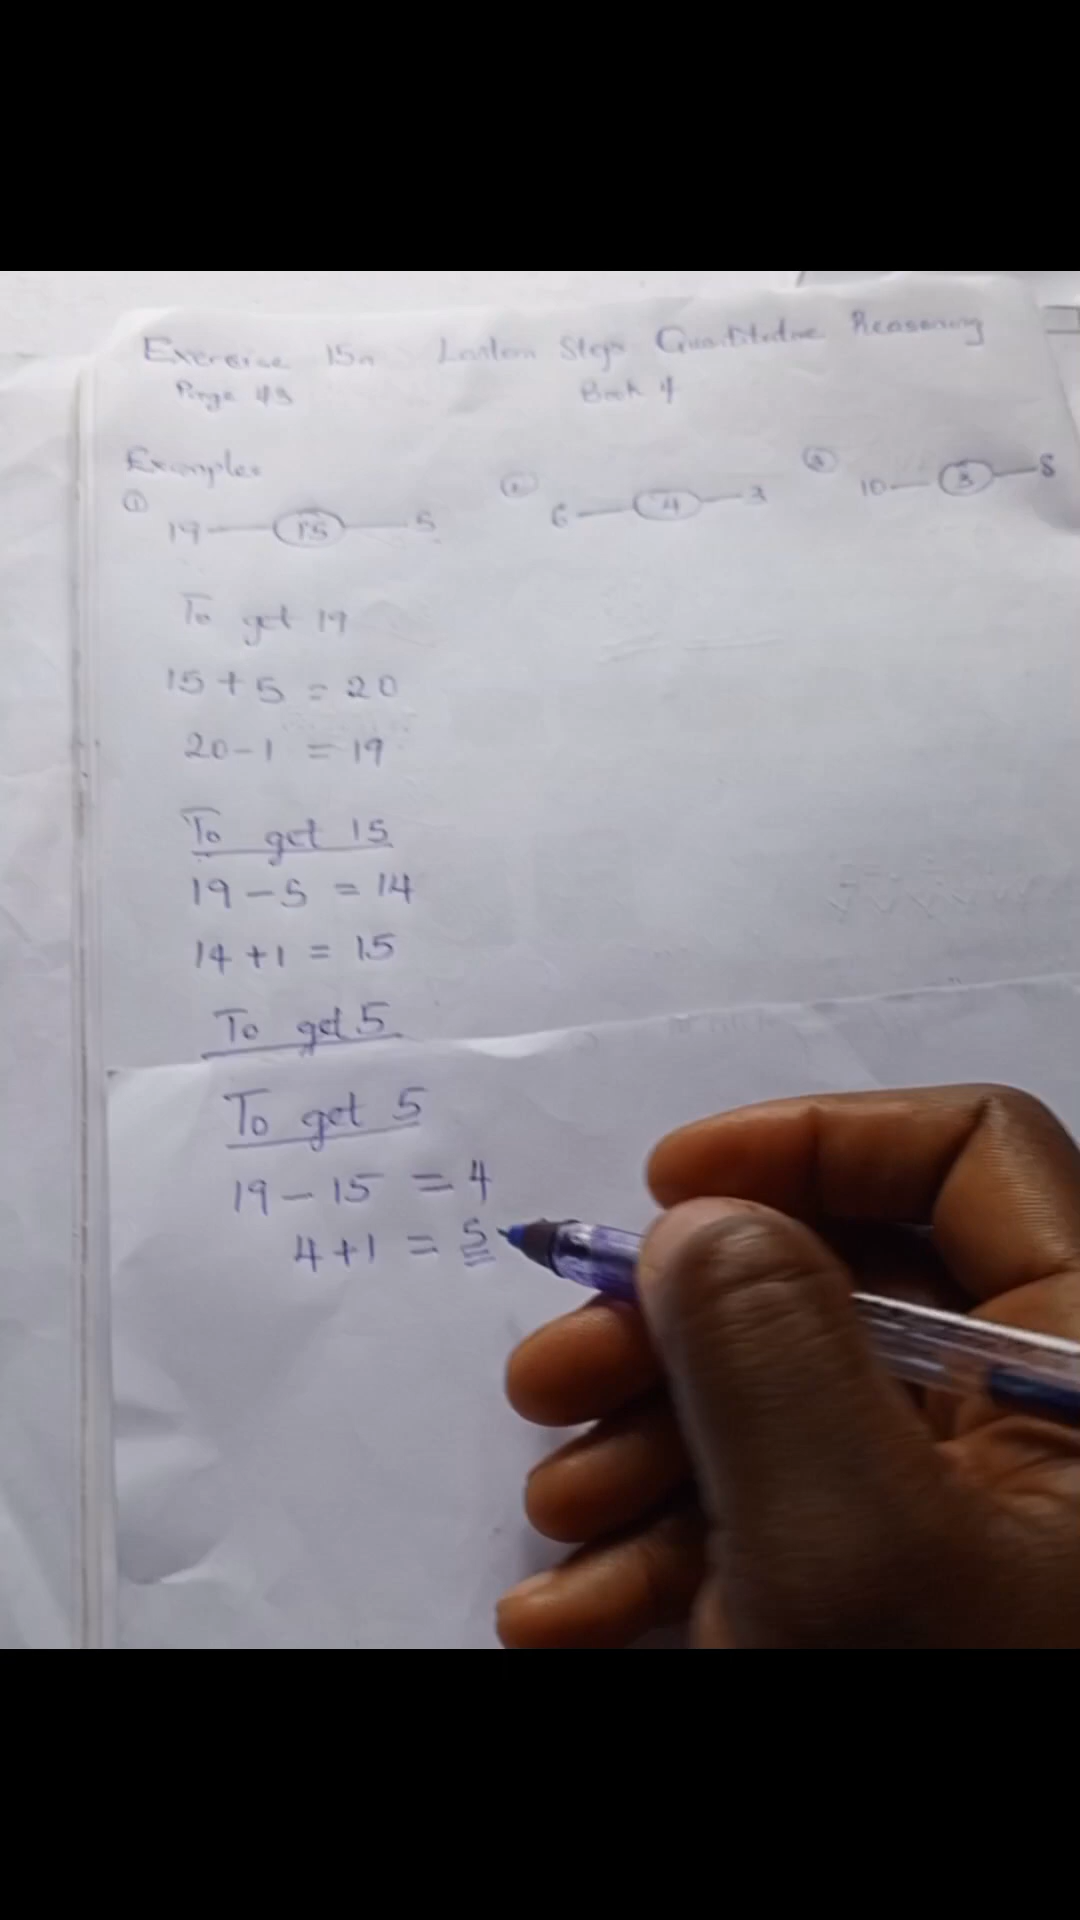 Exercise 15a Lantern Steps Quantitative Reasoning
Page 43 Book 4
Examples
① 19 — 15 — 5
② 6 — 4 — 3
③ 10 — 3 — 8
To get 19
15 + 5 = 20
20 - 1 = 19
To get 15
19 - 5 = 14
14 + 1 = 15
To get 5
To get 5
19 - 15 = 4
4 + 1 = 5